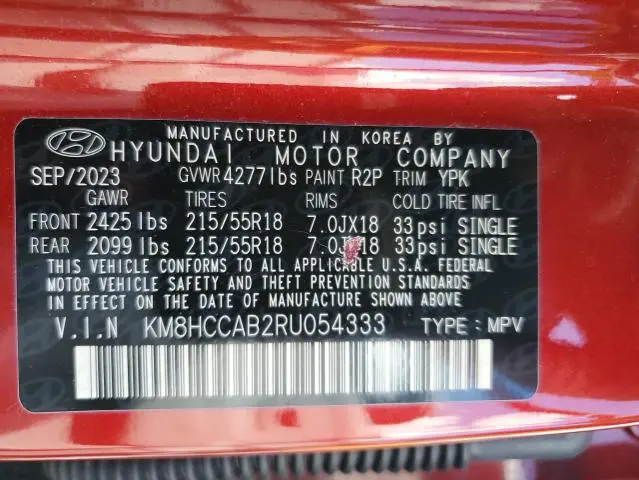 MANUFACTURED IN KOREA BY
HYUNDAI MOTOR COMPANY
SEP/2023 GVWR 4277lbs PAINT R2P TRIM YPK
GAWR TIRES RIMS COLD TIRE INFL
FRONT 2425lbs 215/55R18 7.0JX18 33psi SINGLE
REAR 2099lbs 215/55R18 7.0JX18 33psi SINGLE
THIS VEHICLE CONFORMS TO ALL APPLICABLE U.S.A. FEDERAL
MOTOR VEHICLE SAFETY AND THEFT PREVENTION STANDARDS
IN EFFECT ON THE DATE OF MANUFACTURE SHOWN ABOVE
V.I.N KM8HCCAB2RU054333 TYPE : MPV